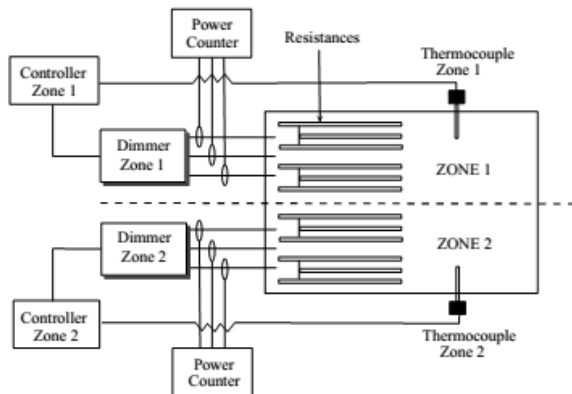 Power
Counter
Resistances
Thermocouple
Zone 1
Controller
Zone 1
Dimmer
Zone 1
ZONE 1
Dimmer
Zone 2
ZONE 2
Controller
Zone 2
Thermocouple
Zone 2
Power
Counter